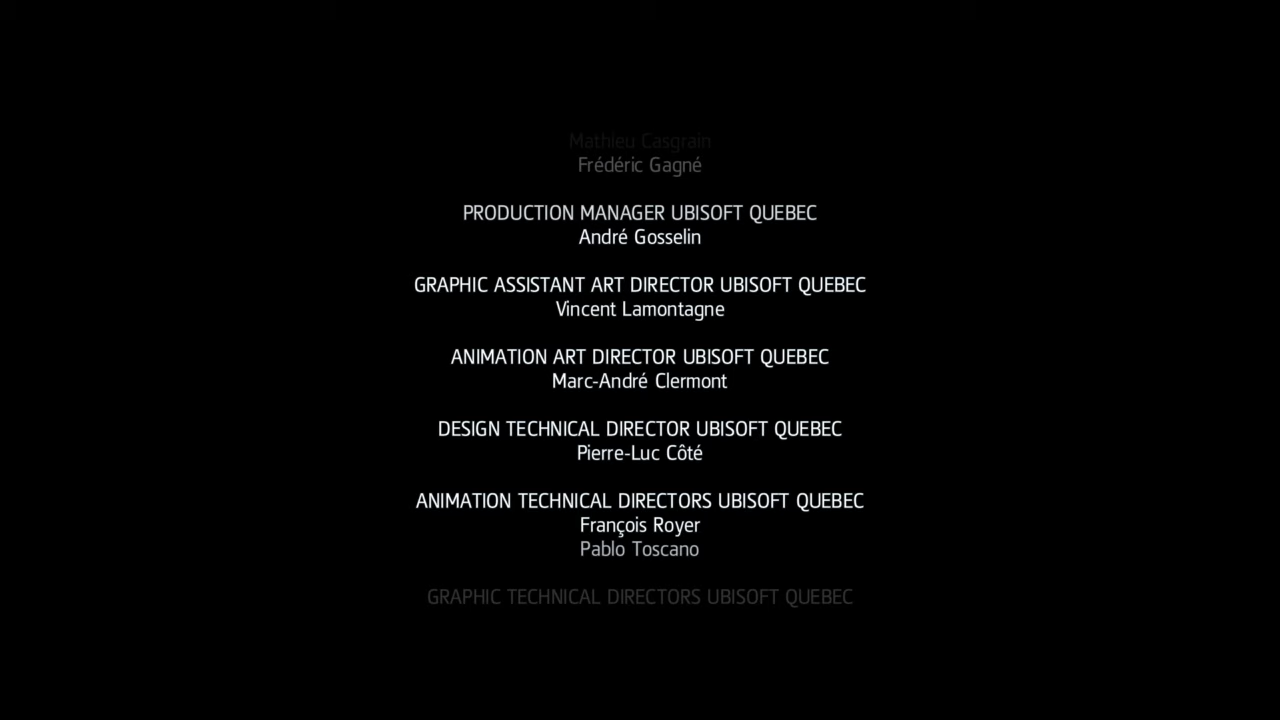 Mathieu Casgrain
Frédéric Gagné
PRODUCTION MANAGER UBISOFT QUEBEC
André Gosselin
GRAPHIC ASSISTANT ART DIRECTOR UBISOFT QUEBEC
Vincent Lamontagne
ANIMATION ART DIRECTOR UBISOFT QUEBEC
Marc-André Clermont
DESIGN TECHNICAL DIRECTOR UBISOFT QUEBEC
Pierre-Luc Côté
ANIMATION TECHNICAL DIRECTORS UBISOFT QUEBEC
François Royer
Pablo Toscano
GRAPHIC TECHNICAL DIRECTORS UBISOFT QUEBEC